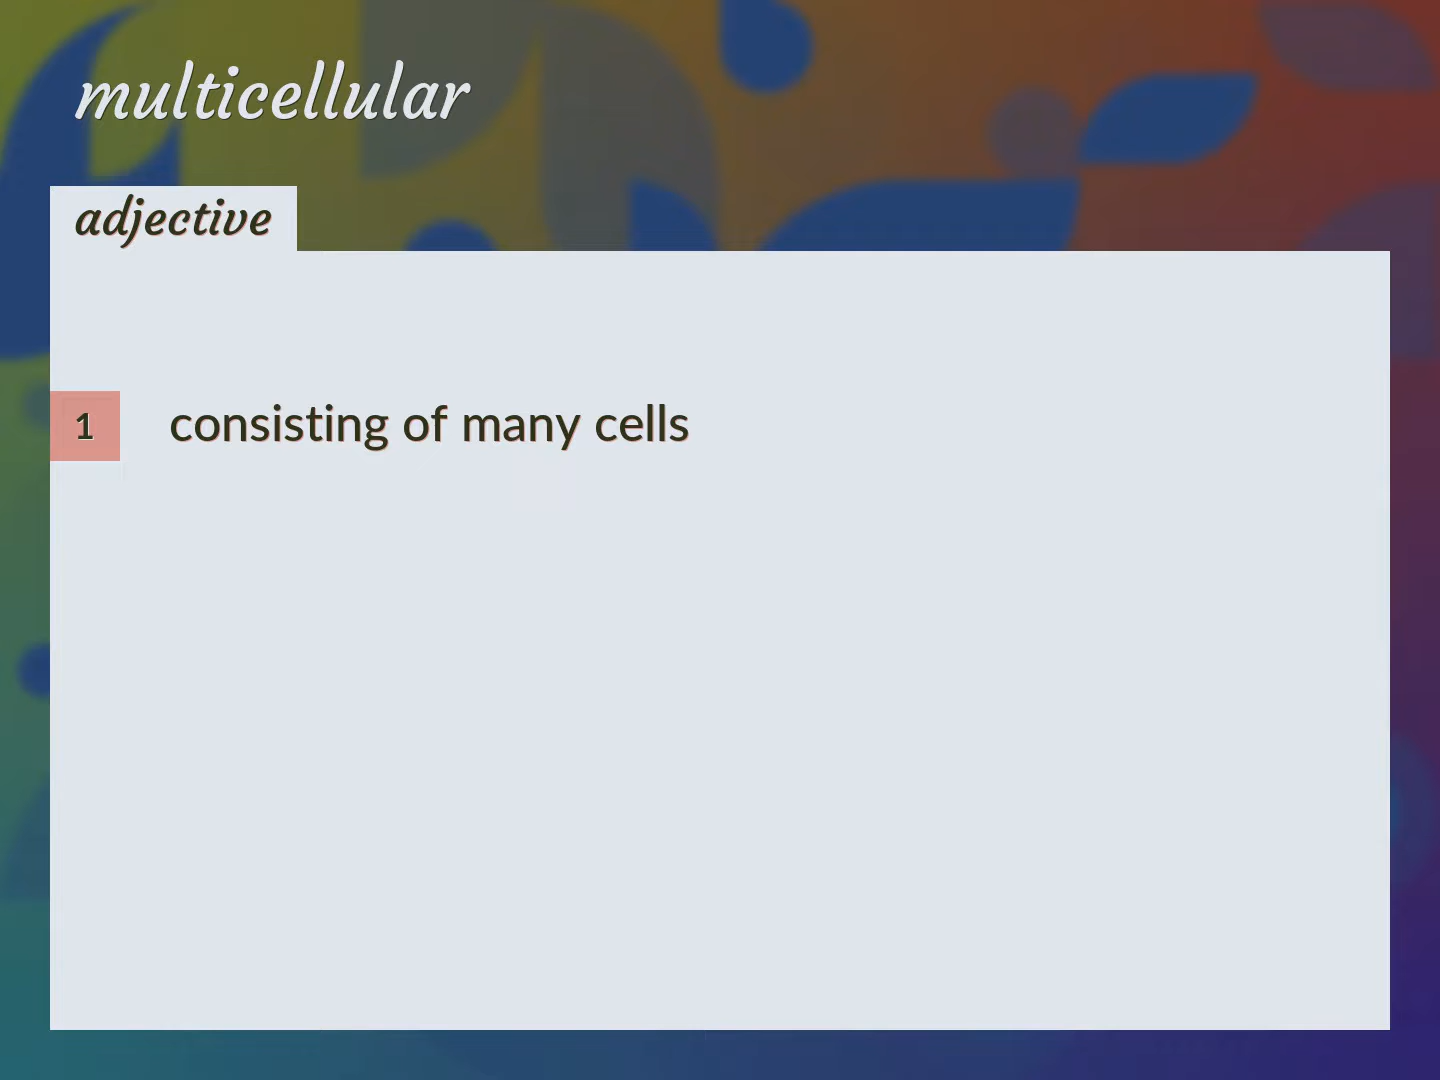 multicellular
adjective
1 consisting of many cells